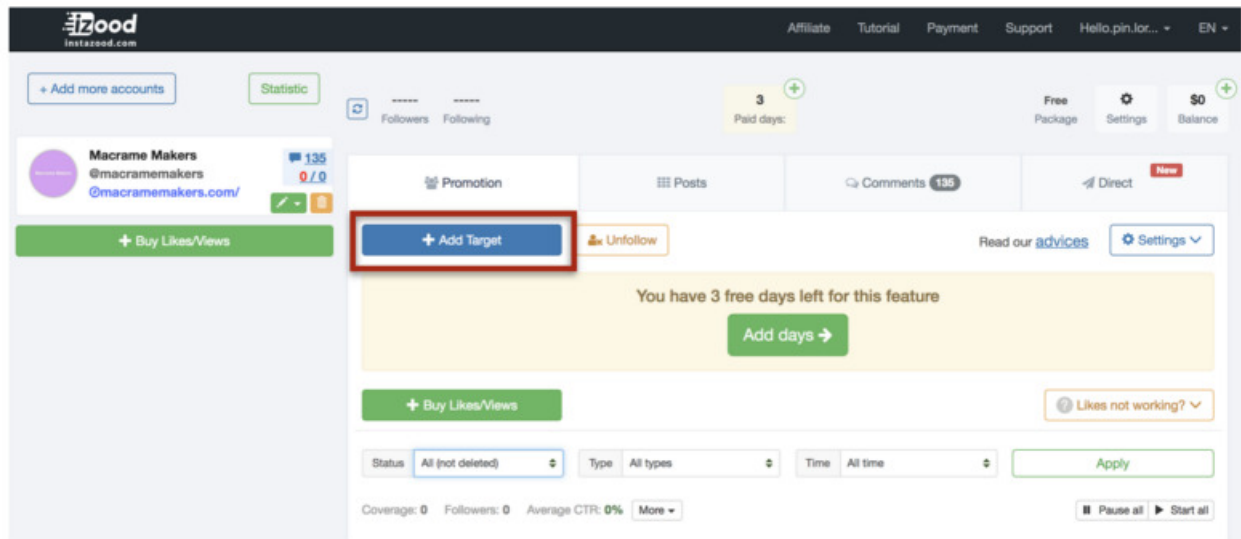 izood
instazood.com
Affiliate Tutorial Payment Support Hello.pin.lor... EN
+ Add more accounts Statistic
----- -----
Followers Following
3
Paid days:
Free
Package
Settings
$0
Balance
Macrame Makers
@macramemakers
macramemakers.com/
135
0/0
+ Buy Likes/Views
Promotion Posts Comments 135 Direct New
+ Add Target Unfollow Read our advices Settings
You have 3 free days left for this feature
Add days →
+ Buy Likes/Views Likes not working?
Status All (not deleted) Type All types Time All time Apply
Coverage: 0 Followers: 0 Average CTR: 0% More Pause all Start all